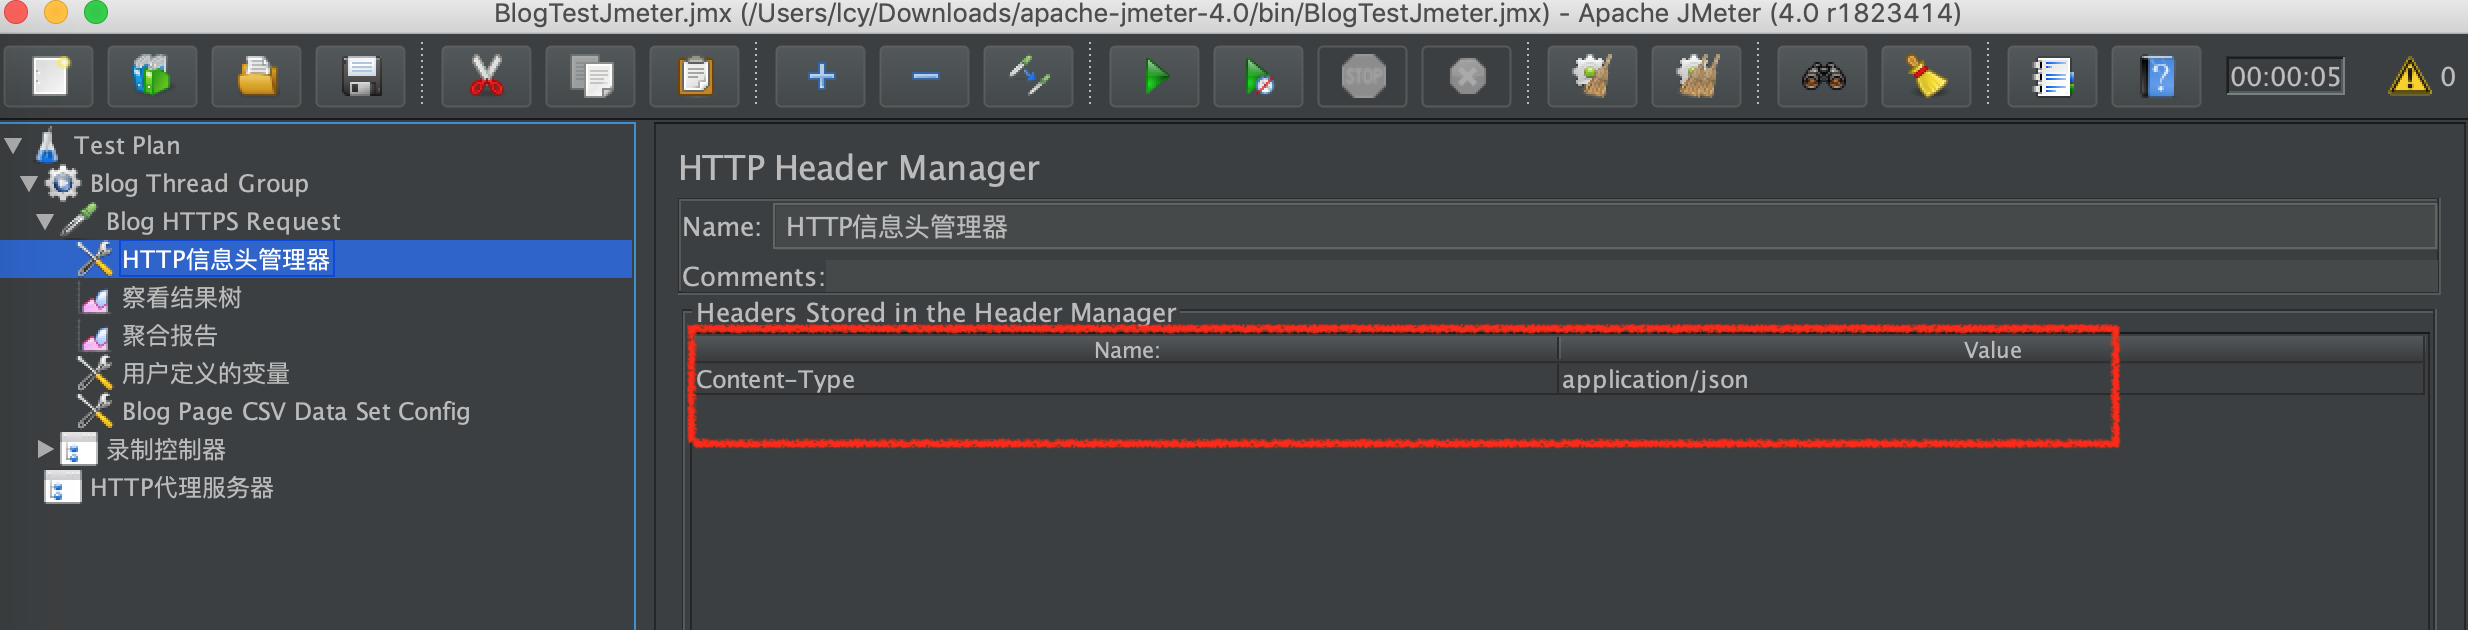 BlogTestJmeter.jmx (/Users/lcy/Downloads/apache-jmeter-4.0/bin/BlogTestJmeter.jmx) - Apache JMeter (4.0 r1823414)
STOP
?
00:00:05
0
Test Plan
Blog Thread Group
Blog HTTPS Request
HTTP信息头管理器
察看结果树
聚合报告
用户定义的变量
Blog Page CSV Data Set Config
录制控制器
HTTP代理服务器
HTTP Header Manager
Name: HTTP信息头管理器
Comments:
Headers Stored in the Header Manager
Name: Value
Content-Type application/json